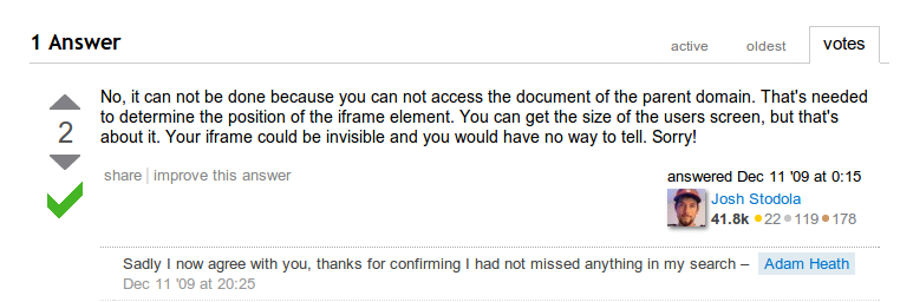 1 Answer
active oldest votes
No, it can not be done because you can not access the document of the parent domain. That's needed
to determine the position of the iframe element. You can get the size of the users screen, but that's
about it. Your iframe could be invisible and you would have no way to tell. Sorry!
2
share improve this answer
answered Dec 11 '09 at 0:15
Josh Stodola
41.8k 22 119 178
Sadly I now agree with you, thanks for confirming I had not missed anything in my search – Adam Heath
Dec 11 '09 at 20:25